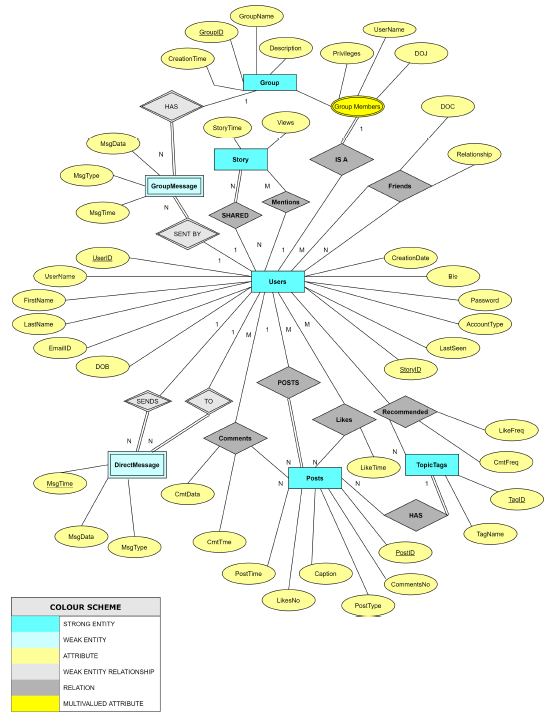 GroupName
UserName
GroupID
Description
Privileges
DOJ
CreationTime
Group
Group Members
HAS
1
1
DOC
StoryTime
Views
MsgData
N
Story
IS A
Relationship
MsgType
GroupMessage
N
M
Friends
MsgTime
N
SHARED
Mentions
SENT BY
1
1
N
1
M
M
N
UserID
CreationDate
UserName
Users
Bio
FirstName
Password
LastName
AccountType
EmailID
1
1
M
1
M
M
M
LastSeen
DOB
StoryID
POSTS
SENDS
TO
Likes
Recommended
LikeFreq
N
N
Comments
N
N
N
N
N
DirectMessage
LikeTime
TopicTags
CmtFreq
MsgTime
Posts
N
1
CmtData
TagID
HAS
MsgData
TagName
MsgType
CmtTme
PostID
PostTime
Caption
CommentsNo
LikesNo
PostType
COLOUR SCHEME
STRONG ENTITY
WEAK ENTITY
ATTRIBUTE
WEAK ENTITY RELATIONSHIP
RELATION
MULTIVALUED ATTRIBUTE